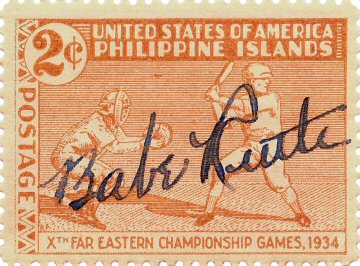 2¢
UNITED STATES OF AMERICA
PHILIPPINE ISLANDS
POSTAGE
Babe Ruth
XTH FAR EASTERN CHAMPIONSHIP GAMES, 1934